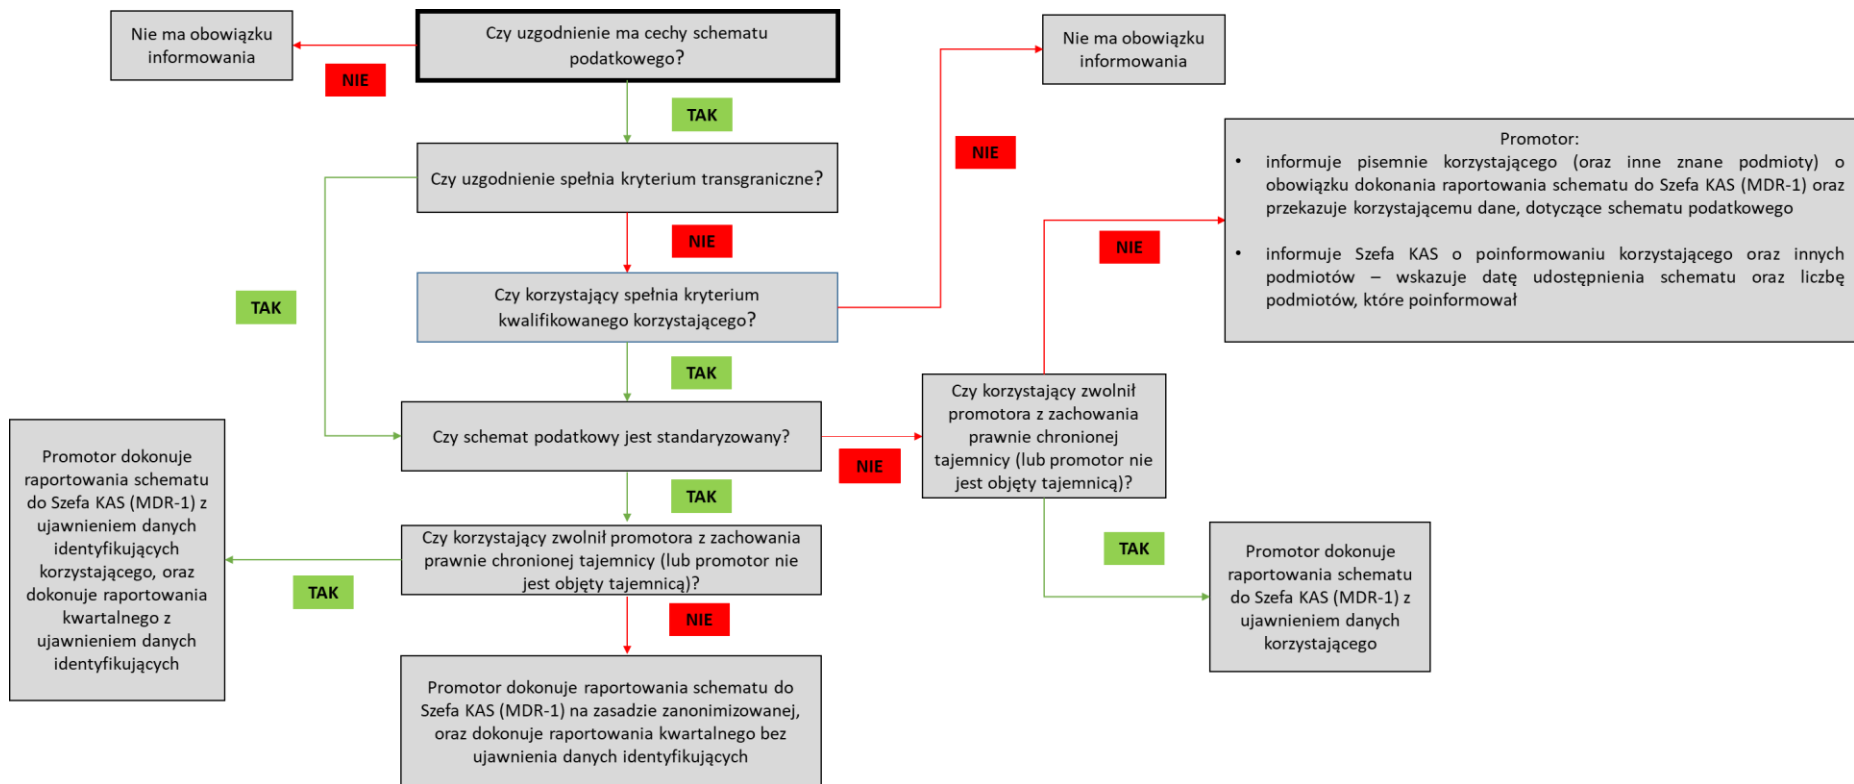 Czy uzgodnienie ma cechy schematu
podatkowego?
Nie ma obowiązku
informowania
NIE
TAK
Nie ma obowiązku
informowania
NIE
Czy uzgodnienie spełnia kryterium transgraniczne?
NIE
TAK
Czy korzystający spełnia kryterium
kwalifikowanego korzystającego?
TAK
Promotor:
• informuje pisemnie korzystającego (oraz inne znane podmioty) o
obowiązku dokonania raportowania schematu do Szefa KAS (MDR-1) oraz
przekazuje korzystającemu dane, dotyczące schematu podatkowego
• informuje Szefa KAS o poinformowaniu korzystającego oraz innych
podmiotów – wskazuje datę udostępnienia schematu oraz liczbę
podmiotów, które poinformował
NIE
Czy schemat podatkowy jest standaryzowany?
NIE
Czy korzystający zwolnił
promotora z zachowania
prawnie chronionej
tajemnicy (lub promotor nie
jest objęty tajemnicą)?
TAK
TAK
Promotor dokonuje
raportowania schematu
do Szefa KAS (MDR-1) z
ujawnieniem danych
korzystającego
Czy korzystający zwolnił promotora z zachowania
prawnie chronionej tajemnicy (lub promotor nie
jest objęty tajemnicą)?
TAK
Promotor dokonuje
raportowania schematu
do Szefa KAS (MDR-1) z
ujawnieniem danych
identyfikujących
korzystającego, oraz
dokonuje raportowania
kwartalnego z
ujawnieniem danych
identyfikujących
NIE
Promotor dokonuje raportowania schematu do
Szefa KAS (MDR-1) na zasadzie zanonimizowanej,
oraz dokonuje raportowania kwartalnego bez
ujawnienia danych identyfikujących